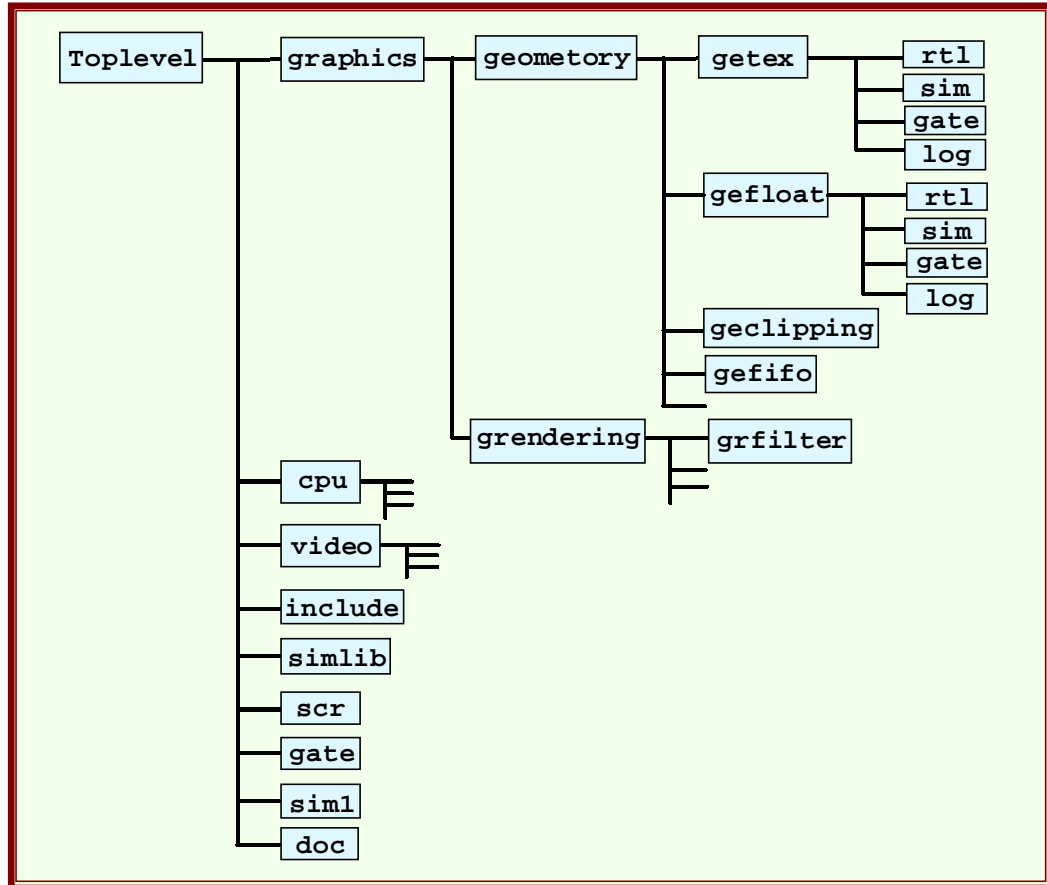 Toplevel
graphics
geometory
getex
rtl
sim
gate
log
gefloat
rtl
sim
gate
log
geclipping
gefifo
grendering
grfilter
cpu
video
include
simlib
scr
gate
sim1
doc